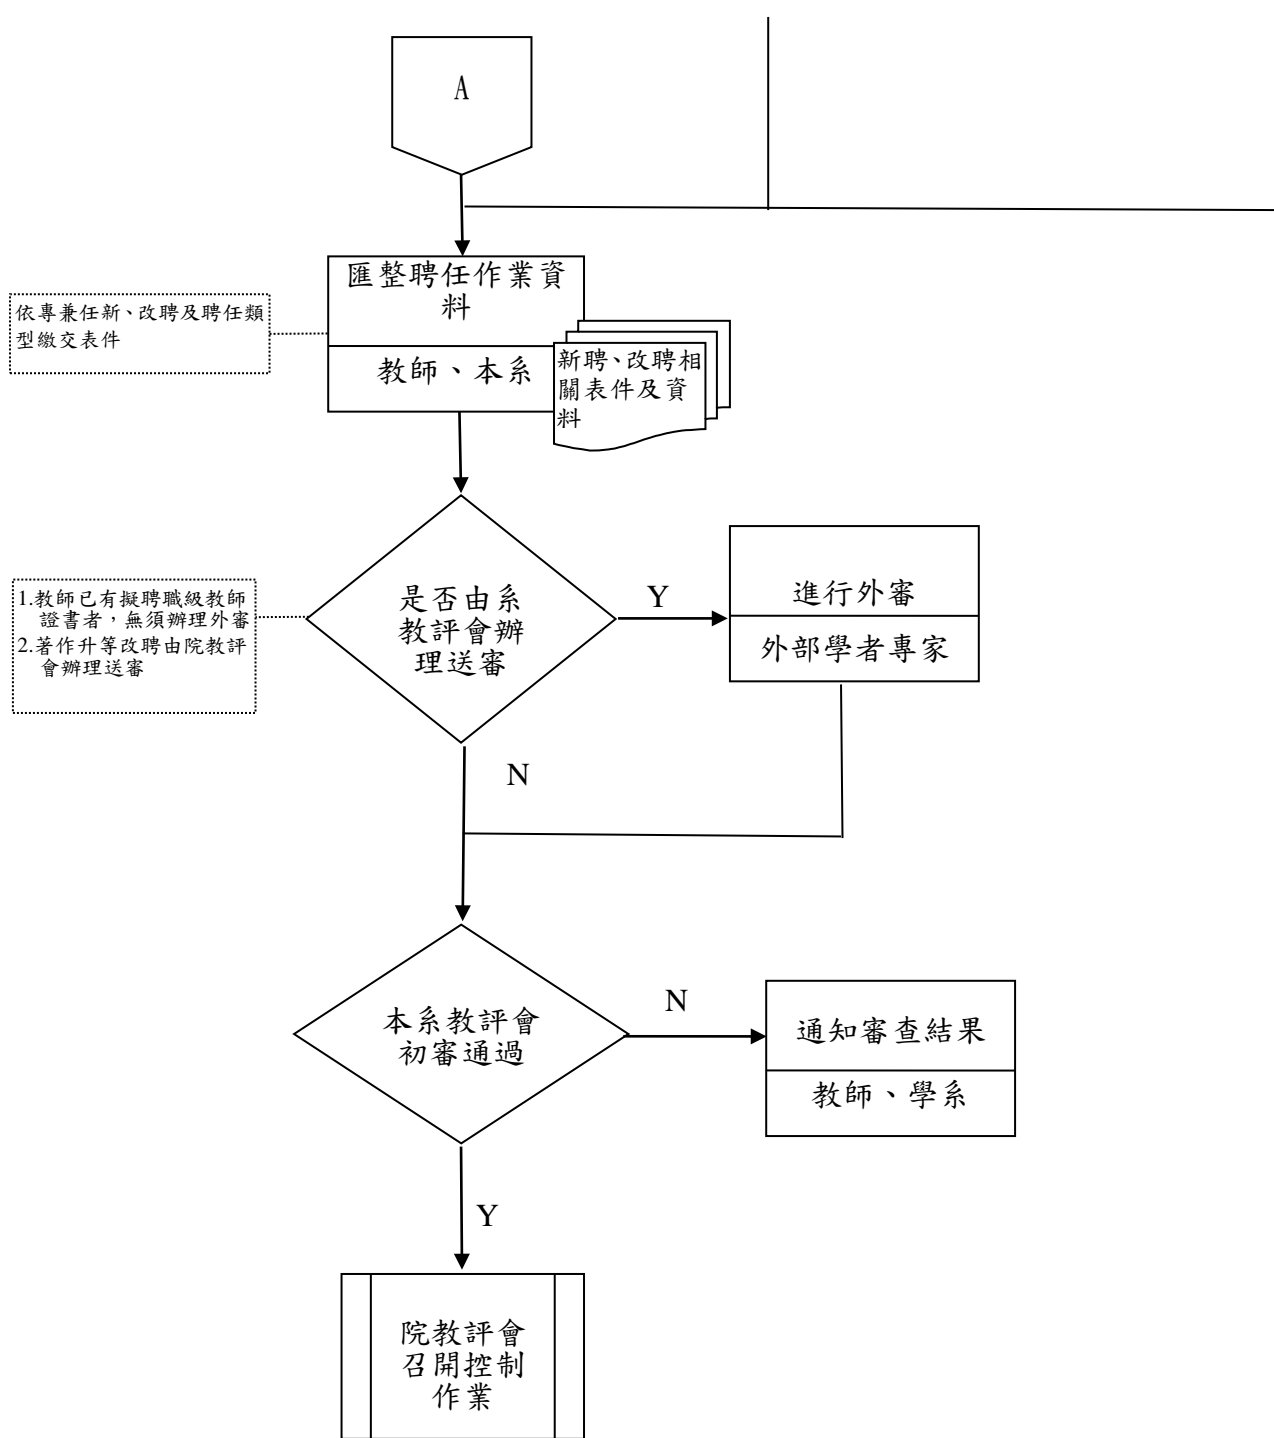 A
匯整聘任作業資
料
教師、本系
依專兼任新、改聘及聘任類
型繳交表件
新聘、改聘相
關表件及資
料
是否由系
教評會辦
理送審
1.教師已有擬聘職級教師
證書者，無須辦理外審
2.著作升等改聘由院教評
會辦理送審
Y
進行外審
外部學者專家
N
本系教評會
初審通過
N
通知審查結果
教師、學系
Y
院教評會
召開控制
作業